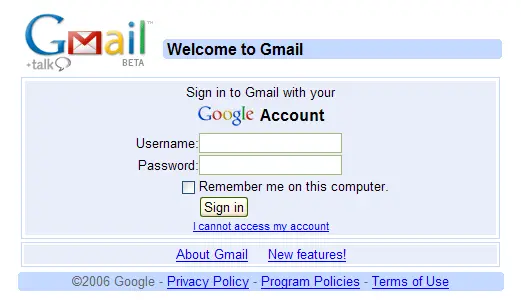 Gmail™
+talk BETA
Welcome to Gmail
Sign in to Gmail with your
Google Account
Username:
Password:
Remember me on this computer.
Sign in
I cannot access my account
About Gmail New features!
©2006 Google - Privacy Policy - Program Policies - Terms of Use